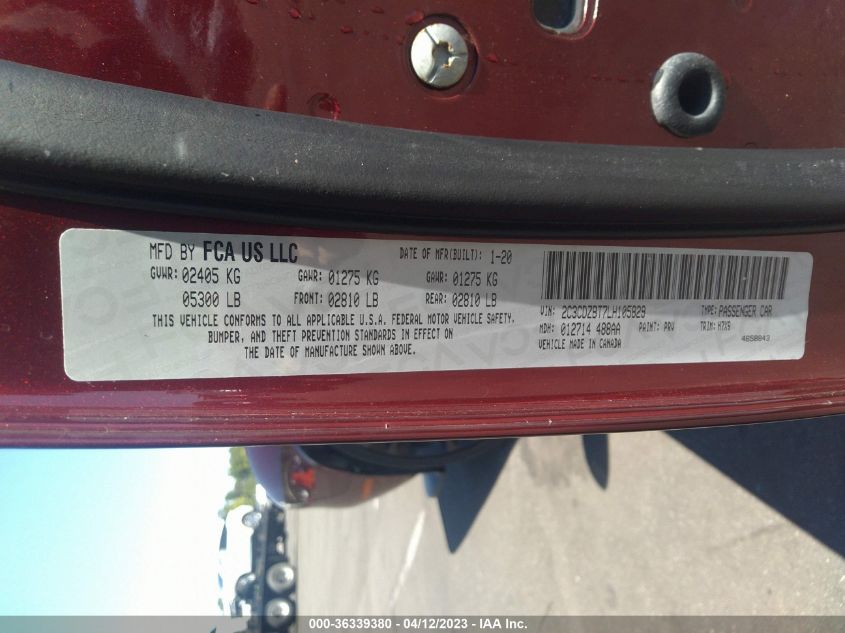 MFD BY FCA US LLC DATE OF MFR(BUILT): 1-20
GVWR: 02405 KG GAWR: 01275 KG GAWR: 01275 KG
05300 LB FRONT: 02810 LB REAR: 02810 LB
THIS VEHICLE CONFORMS TO ALL APPLICABLE U.S.A. FEDERAL MOTOR VEHICLE SAFETY,
BUMPER, AND THEFT PREVENTION STANDARDS IN EFFECT ON
THE DATE OF MANUFACTURE SHOWN ABOVE.
VIN: 2C3CDZBT7LH105929 TYPE: PASSENGER CAR
MDH: 012714 488AA PAINT: PRV TRIM: H7X9
VEHICLE MADE IN CANADA 4658843
000-36339380 - 04/12/2023 - IAA Inc.